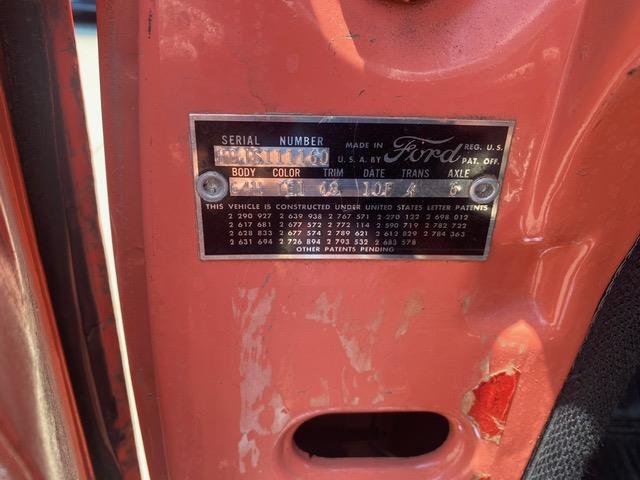 SERIAL NUMBER
MADE IN Ford REG. U.S.
U.S.A. BY PAT. OFF.
BODY COLOR TRIM DATE TRANS AXLE
10F 4 6
THIS VEHICLE IS CONSTRUCTED UNDER UNITED STATES LETTER PATENTS
2 290 927 2 639 938 2 767 571 2 270 122 2 698 012
2 617 681 2 677 572 2 772 114 2 590 719 2 782 722
2 628 833 2 677 574 2 789 621 2 612 829 2 784 363
2 631 694 2 726 894 2 793 532 2 683 578
OTHER PATENTS PENDING